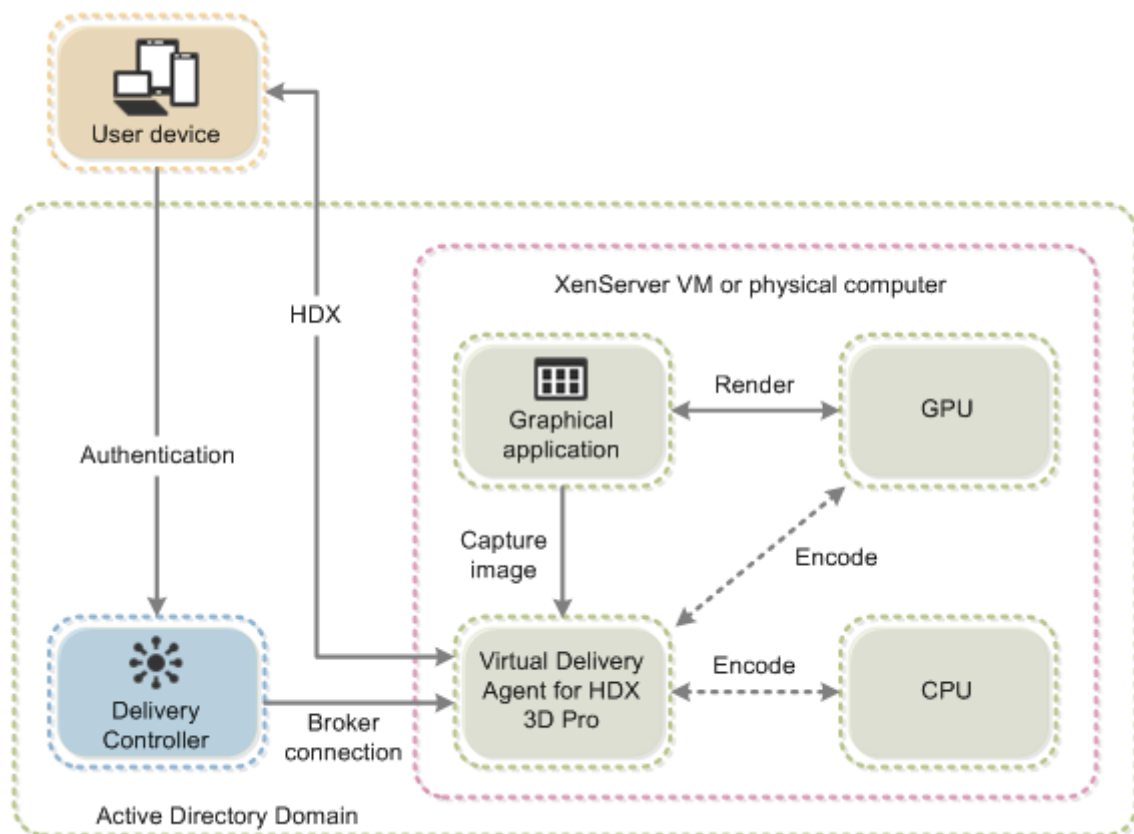 User device
XenServer VM or physical computer
HDX
Render
GPU
Graphical
application
Authentication
Capture
image
Encode
Virtual Delivery
Agent for HDX
3D Pro
Encode
CPU
Delivery
Controller
Broker
connection
Active Directory Domain